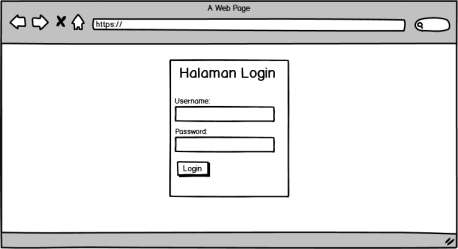 A Web Page
https://
Halaman Login
Username:
Password:
Login